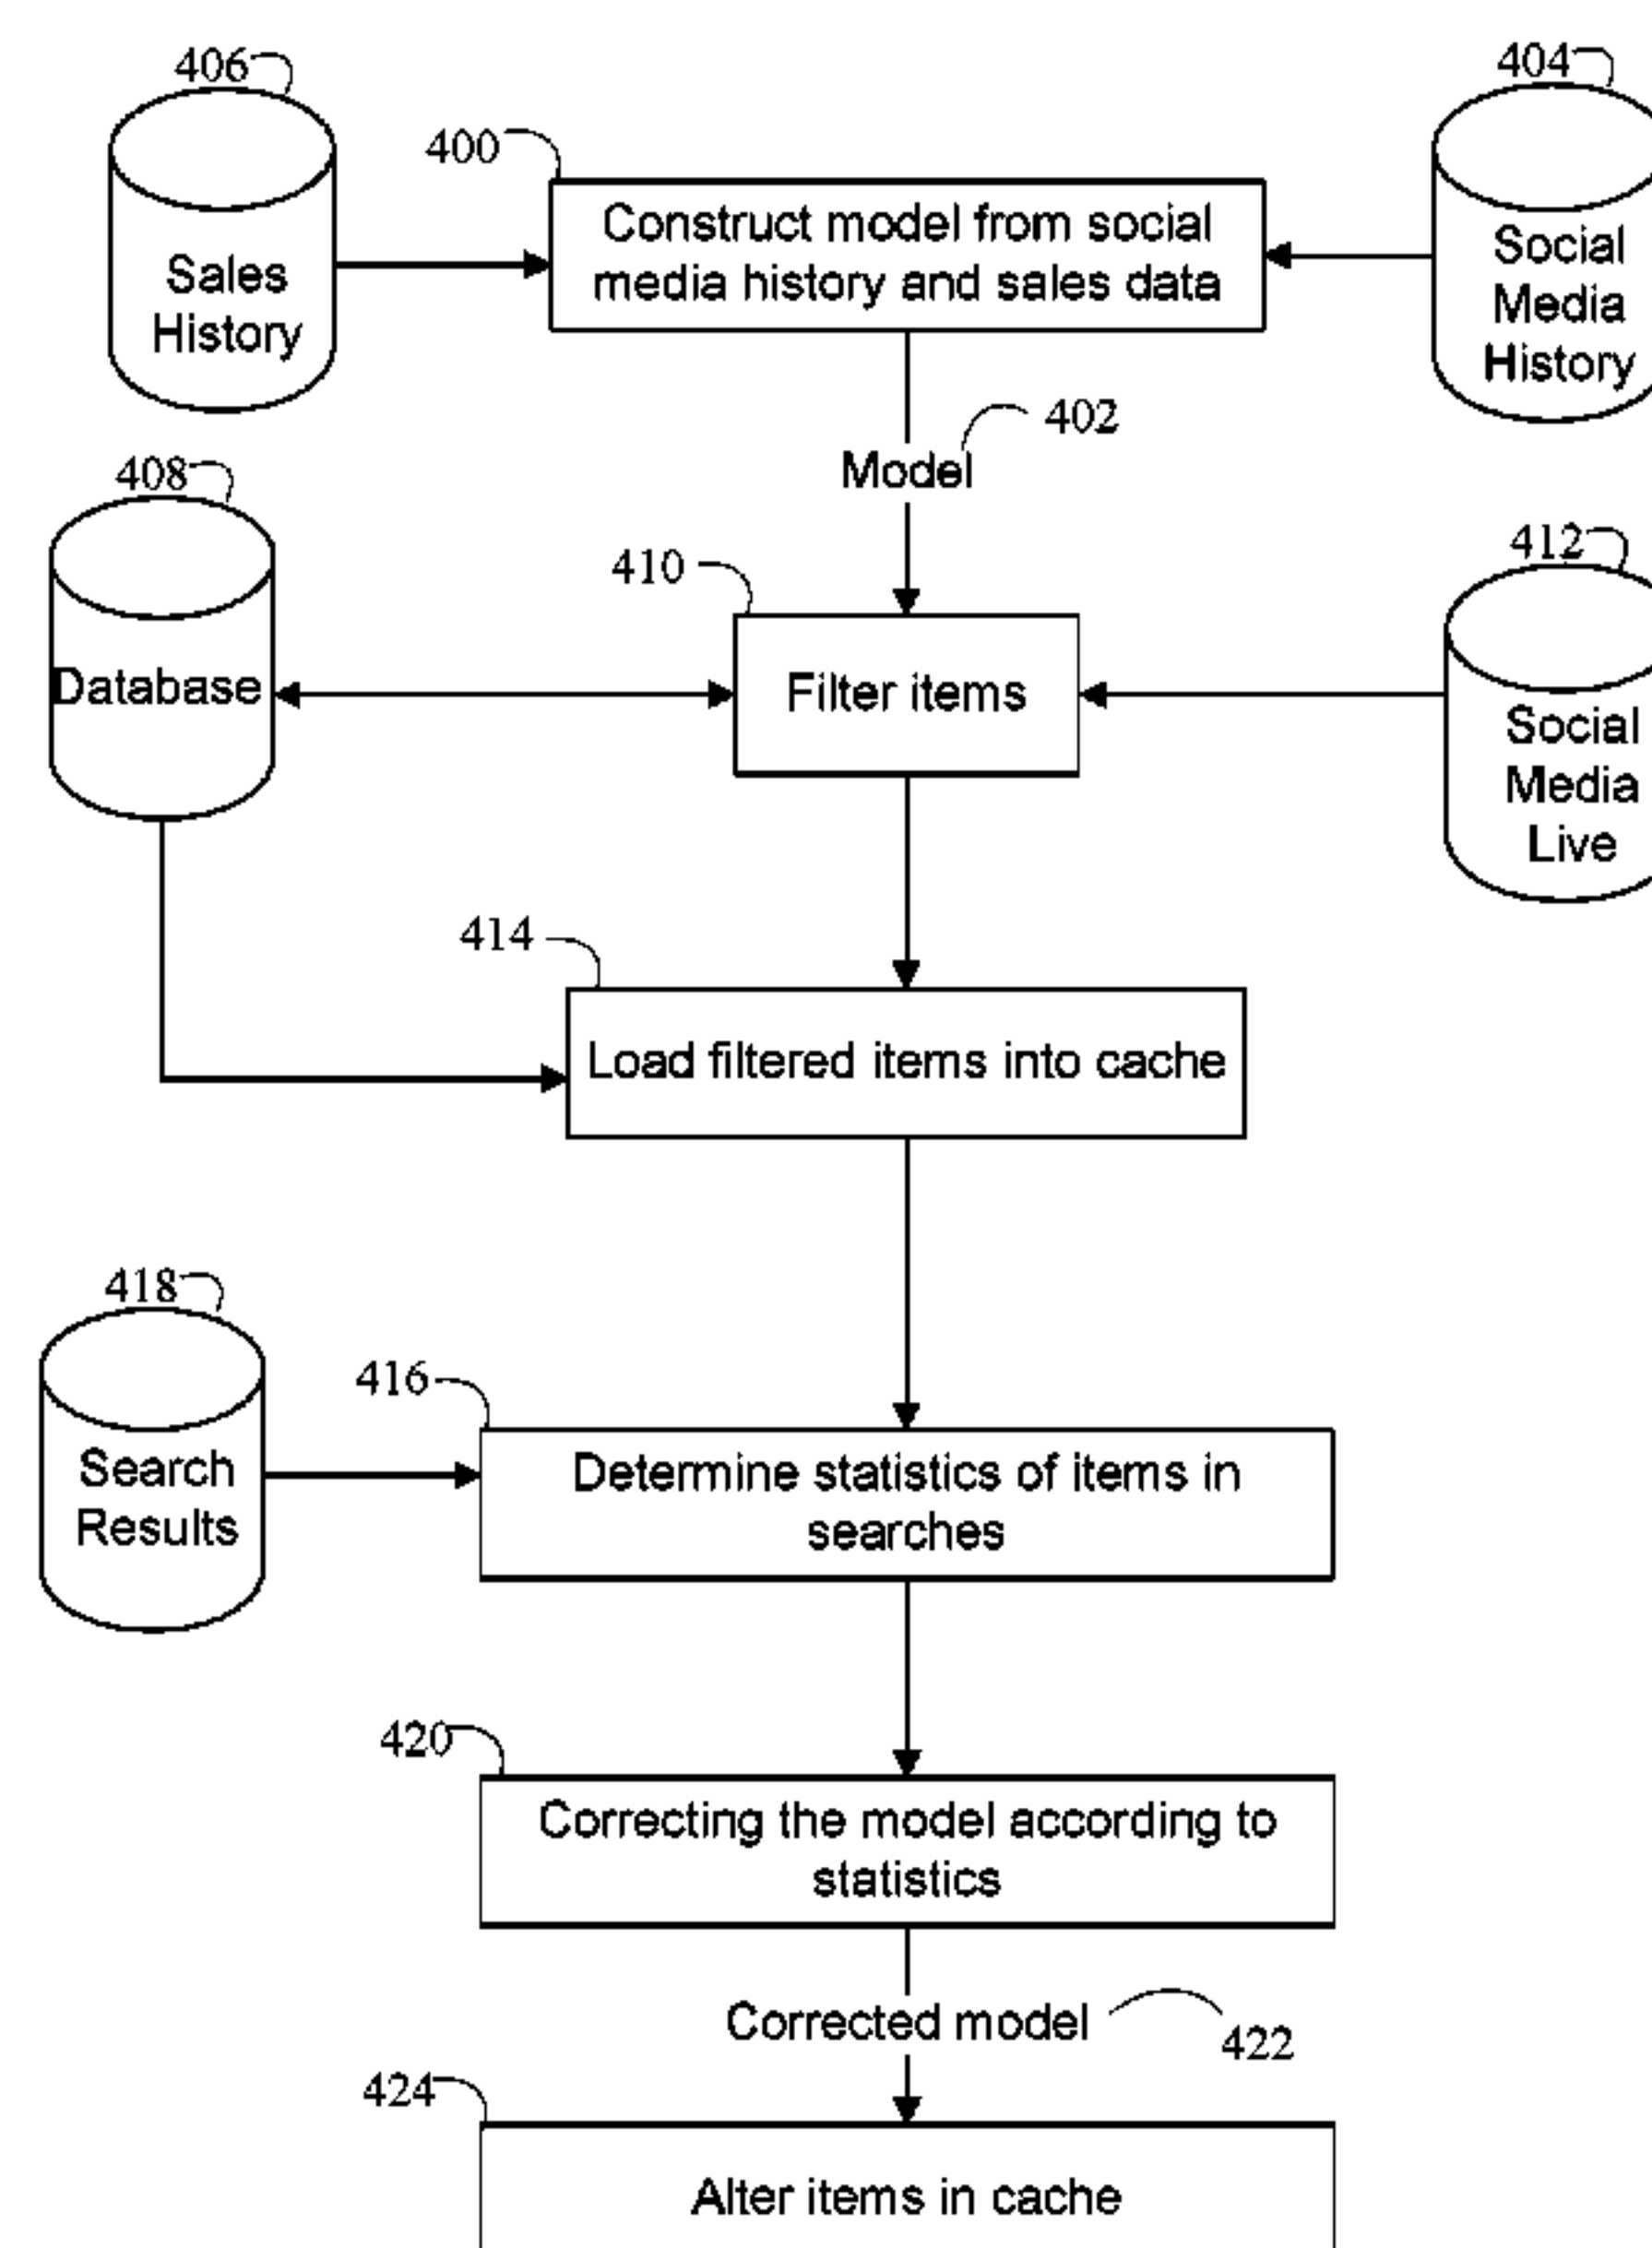 406
404
400
Construct model from social
media history and sales data
Sales
History
Social
Media
History
402
Model
408
412
410
Database
Filter items
Social
Media
Live
414
Load filtered items into cache
418
416
Search
Results
Determine statistics of items in
searches
420
Correcting the model according to
statistics
Corrected model
422
424
Alter items in cache